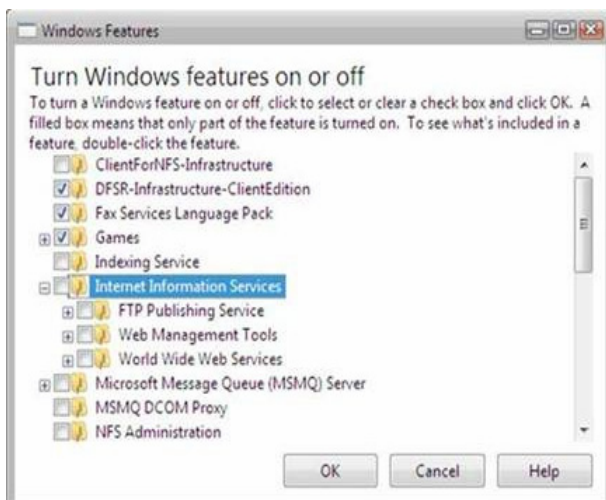 Windows Features
Turn Windows features on or off
To turn a Windows feature on or off, click to select or clear a check box and click OK. A
filled box means that only part of the feature is turned on. To see what's included in a
feature, double-click the feature.
ClientForNFS-Infrastructure
DFSR-Infrastructure-ClientEdition
Fax Services Language Pack
Games
Indexing Service
Internet Information Services
FTP Publishing Service
Web Management Tools
World Wide Web Services
Microsoft Message Queue (MSMQ) Server
MSMQ DCOM Proxy
NFS Administration
OK
Cancel
Help